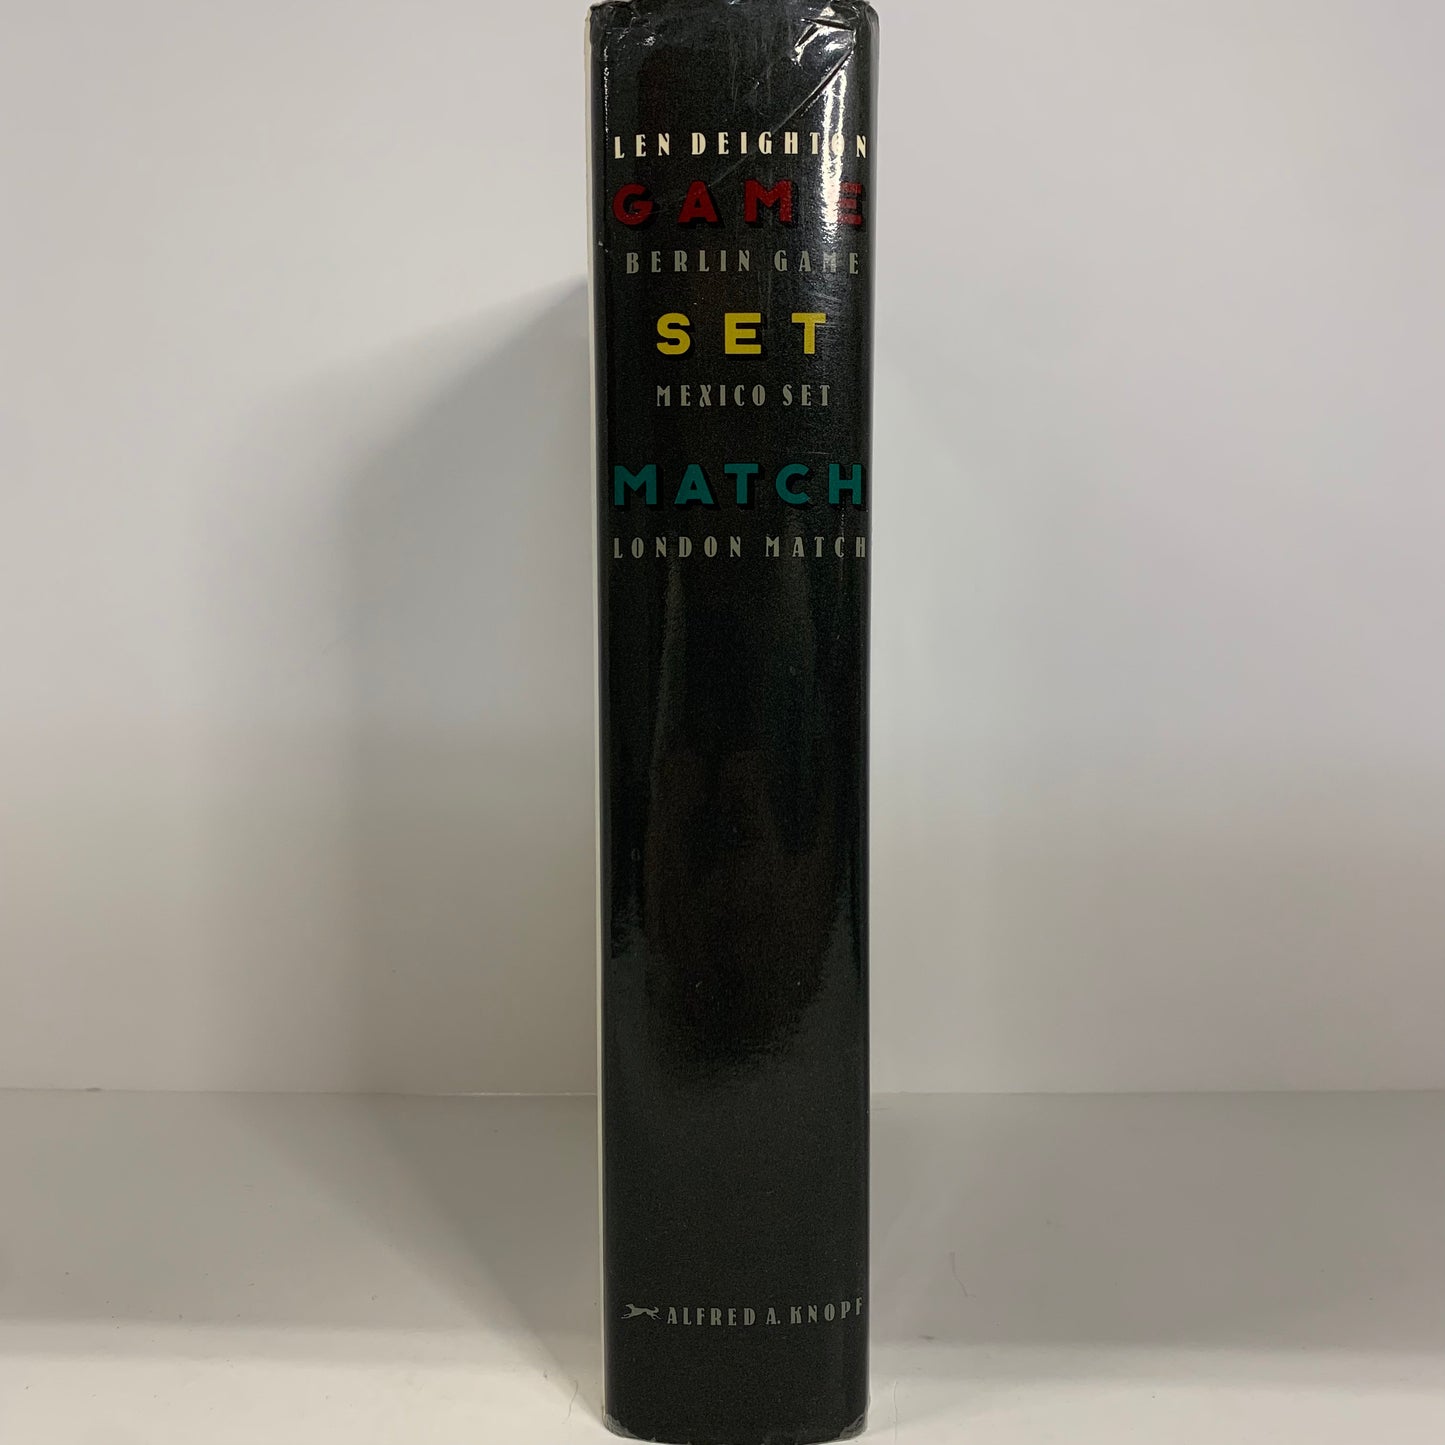 LEN DEIGHTON
GAME
BERLIN GAME
SET
MEXICO SET
MATCH
LONDON MATCH
ALFRED A. KNOPF